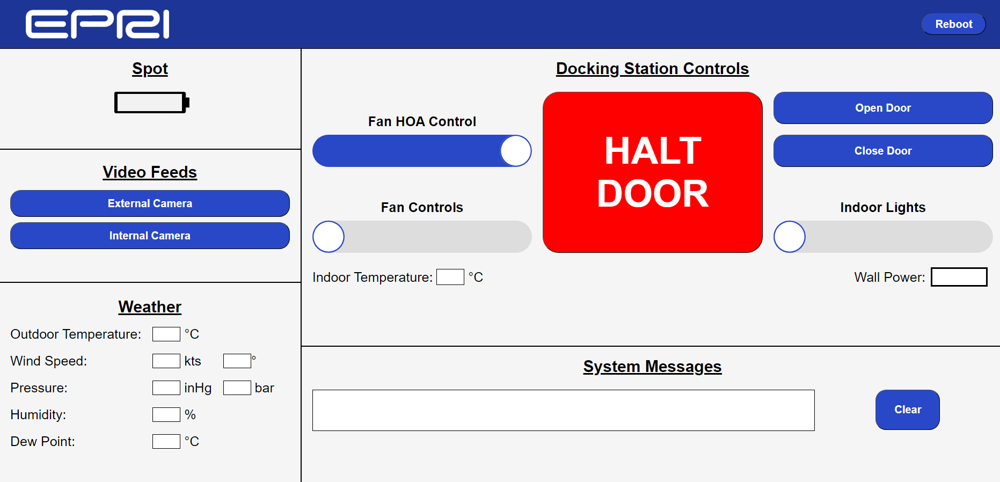 EPRI
Reboot
Spot
Video Feeds
External Camera
Internal Camera
Weather
Outdoor Temperature: °C
Wind Speed: kts °
Pressure: inHg bar
Humidity: %
Dew Point: °C
Docking Station Controls
Fan HOA Control
Fan Controls
HALT
DOOR
Open Door
Close Door
Indoor Lights
Indoor Temperature: °C
Wall Power:
System Messages
Clear